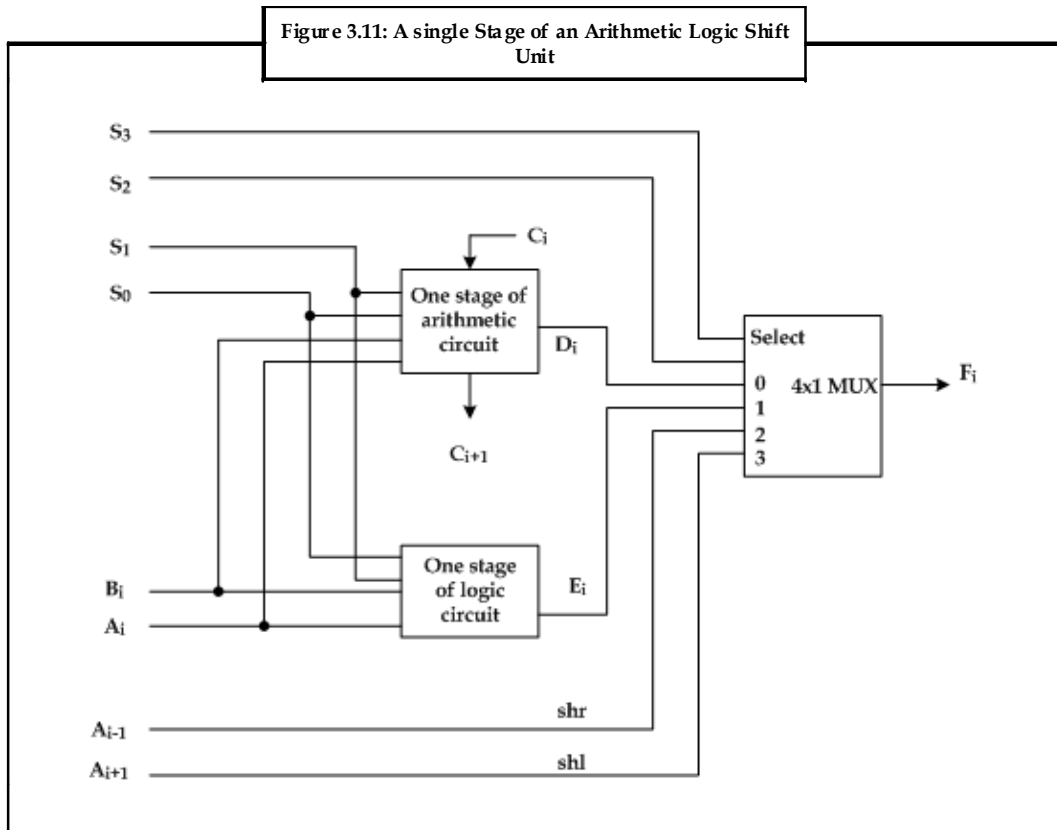 Figure 3.11: A single Stage of an Arithmetic Logic Shift
Unit
S3
S2
S1
S0
Ci
One stage of
arithmetic
circuit
Di
Ci+1
Select
0
1
2
3
4x1 MUX
Fi
One stage
of logic
circuit
Ei
Bi
Ai
shr
Ai-1
shl
Ai+1